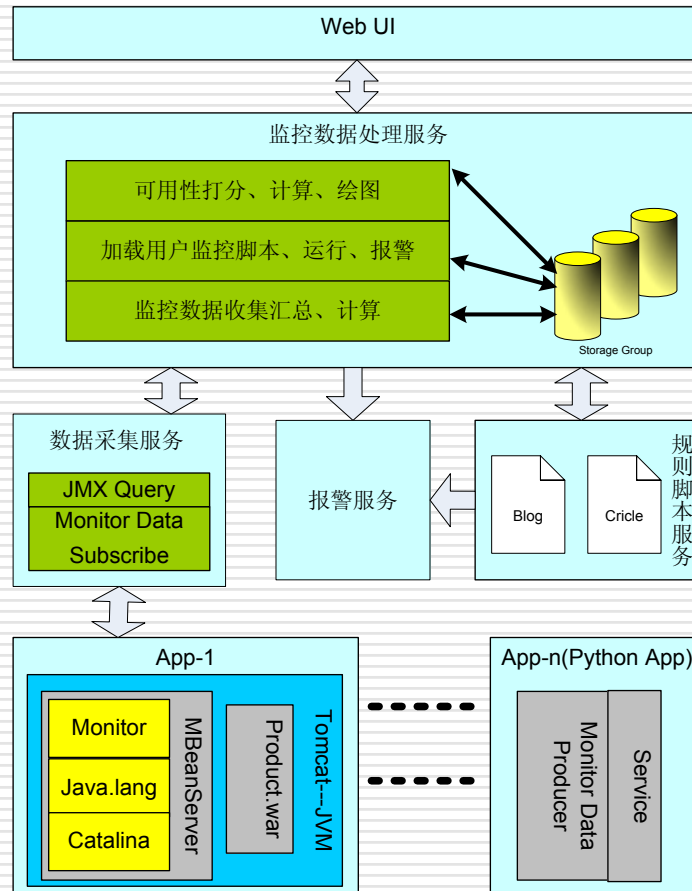 Web UI
监控数据处理服务
可用性打分、计算、绘图
加载用户监控脚本、运行、报警
监控数据收集汇总、计算
Storage Group
数据采集服务
JMX Query
Monitor Data
Subscribe
报警服务
Blog
Cricle
规则脚本服务
App-1
Monitor
Java.lang
Catalina
MBeanServer
Product.war
Tomcat---JVM
App-n(Python App)
Monitor Data
Producer
Service